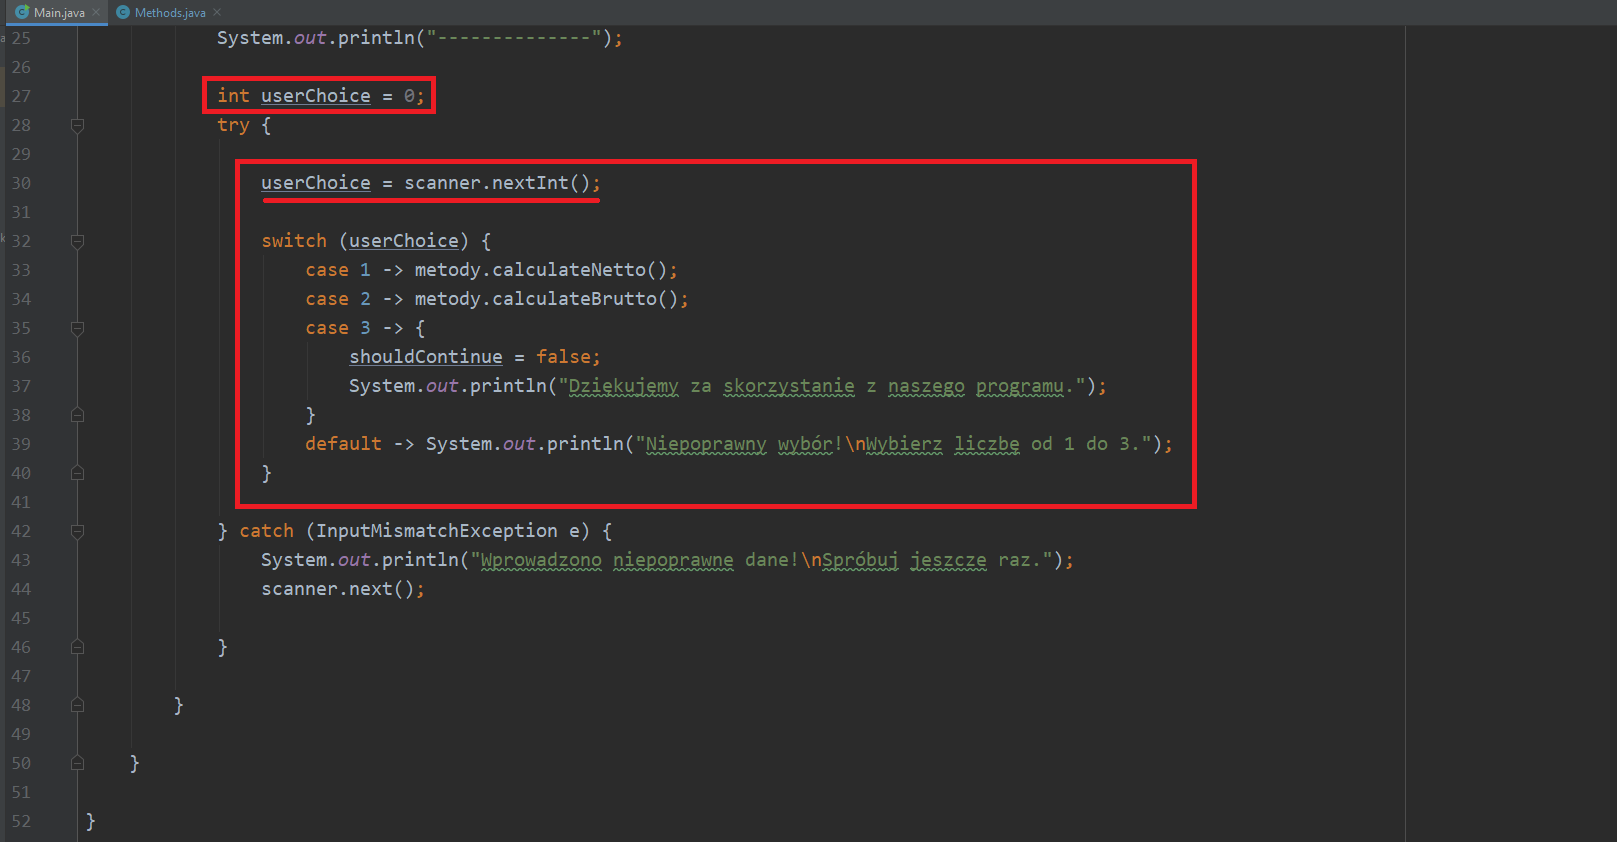 Main.java × Methods.java ×
25 System.out.println("--------------");
26
27 int userChoice = 0;
28 try {
29
30 userChoice = scanner.nextInt();
31
32 switch (userChoice) {
33 case 1 -> metody.calculateNetto();
34 case 2 -> metody.calculateBrutto();
35 case 3 -> {
36 shouldContinue = false;
37 System.out.println("Dziękujęmy za skorzystanie z naszego programu.");
38 }
39 default -> System.out.println("Niepoprawny wybór!\nWybierz liczbę od 1 do 3.");
40 }
41
42 } catch (InputMismatchException e) {
43 System.out.println("Wprowadzono niepoprawne dane!\nSpróbuj jeszcze raz.");
44 scanner.next();
45
46 }
47
48 }
49
50 }
51
52 }